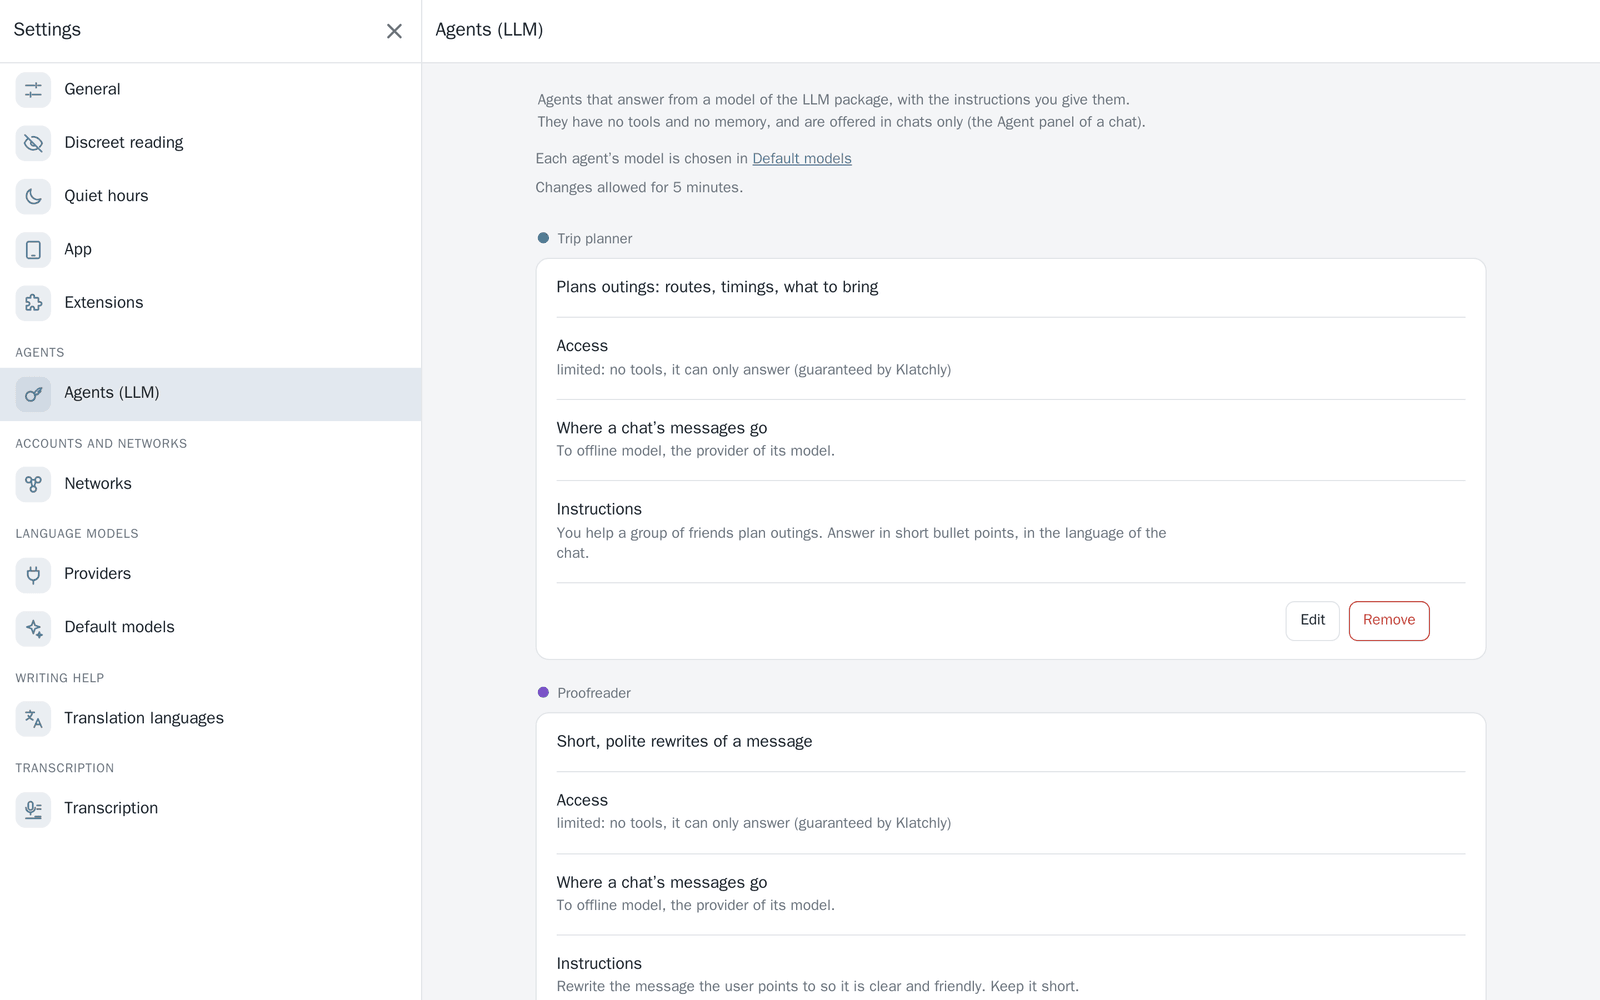 Settings
General
Discreet reading
Quiet hours
App
Extensions
AGENTS
Agents (LLM)
ACCOUNTS AND NETWORKS
Networks
LANGUAGE MODELS
Providers
Default models
WRITING HELP
Translation languages
TRANSCRIPTION
Transcription
Agents (LLM)
Agents that answer from a model of the LLM package, with the instructions you give them.
They have no tools and no memory, and are offered in chats only (the Agent panel of a chat).
Each agent’s model is chosen in Default models
Changes allowed for 5 minutes.
Trip planner
Plans outings: routes, timings, what to bring
Access
limited: no tools, it can only answer (guaranteed by Klatchly)
Where a chat’s messages go
To offline model, the provider of its model.
Instructions
You help a group of friends plan outings. Answer in short bullet points, in the language of the
chat.
Edit
Remove
Proofreader
Short, polite rewrites of a message
Access
limited: no tools, it can only answer (guaranteed by Klatchly)
Where a chat’s messages go
To offline model, the provider of its model.
Instructions
Rewrite the message the user points to so it is clear and friendly. Keep it short.